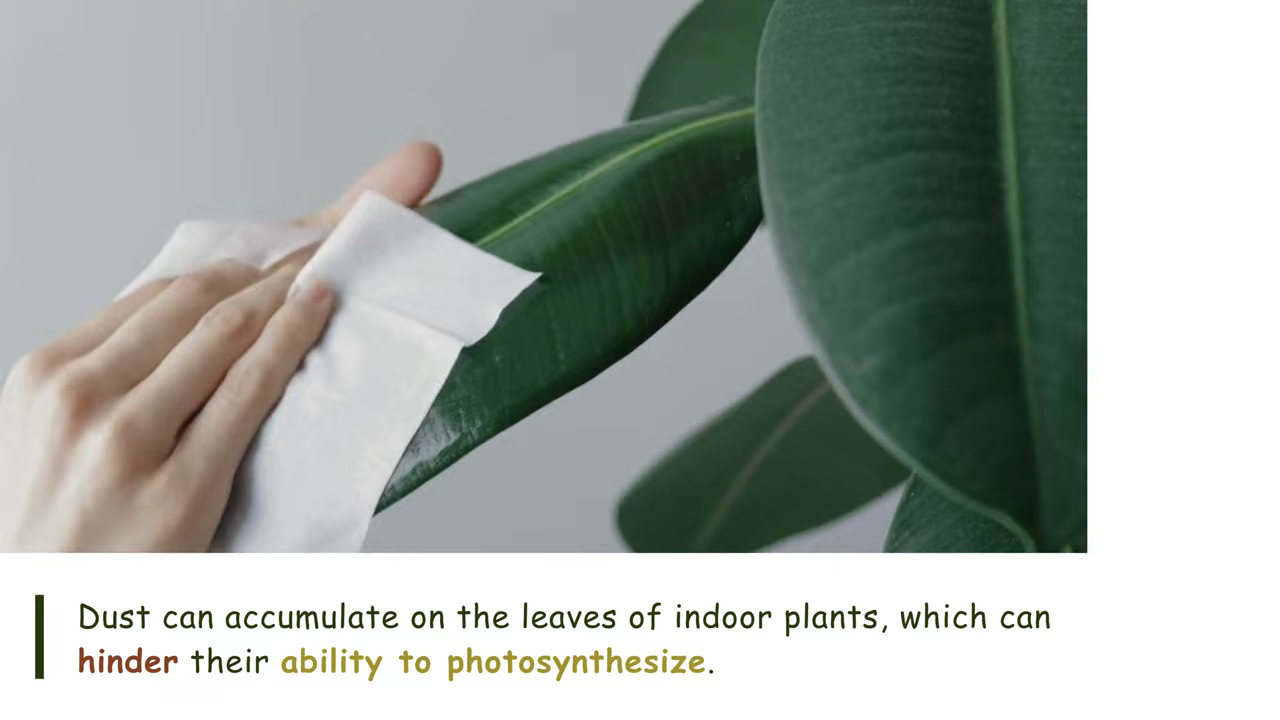 Dust can accumulate on the leaves of indoor plants, which can
hinder their ability to photosynthesize.